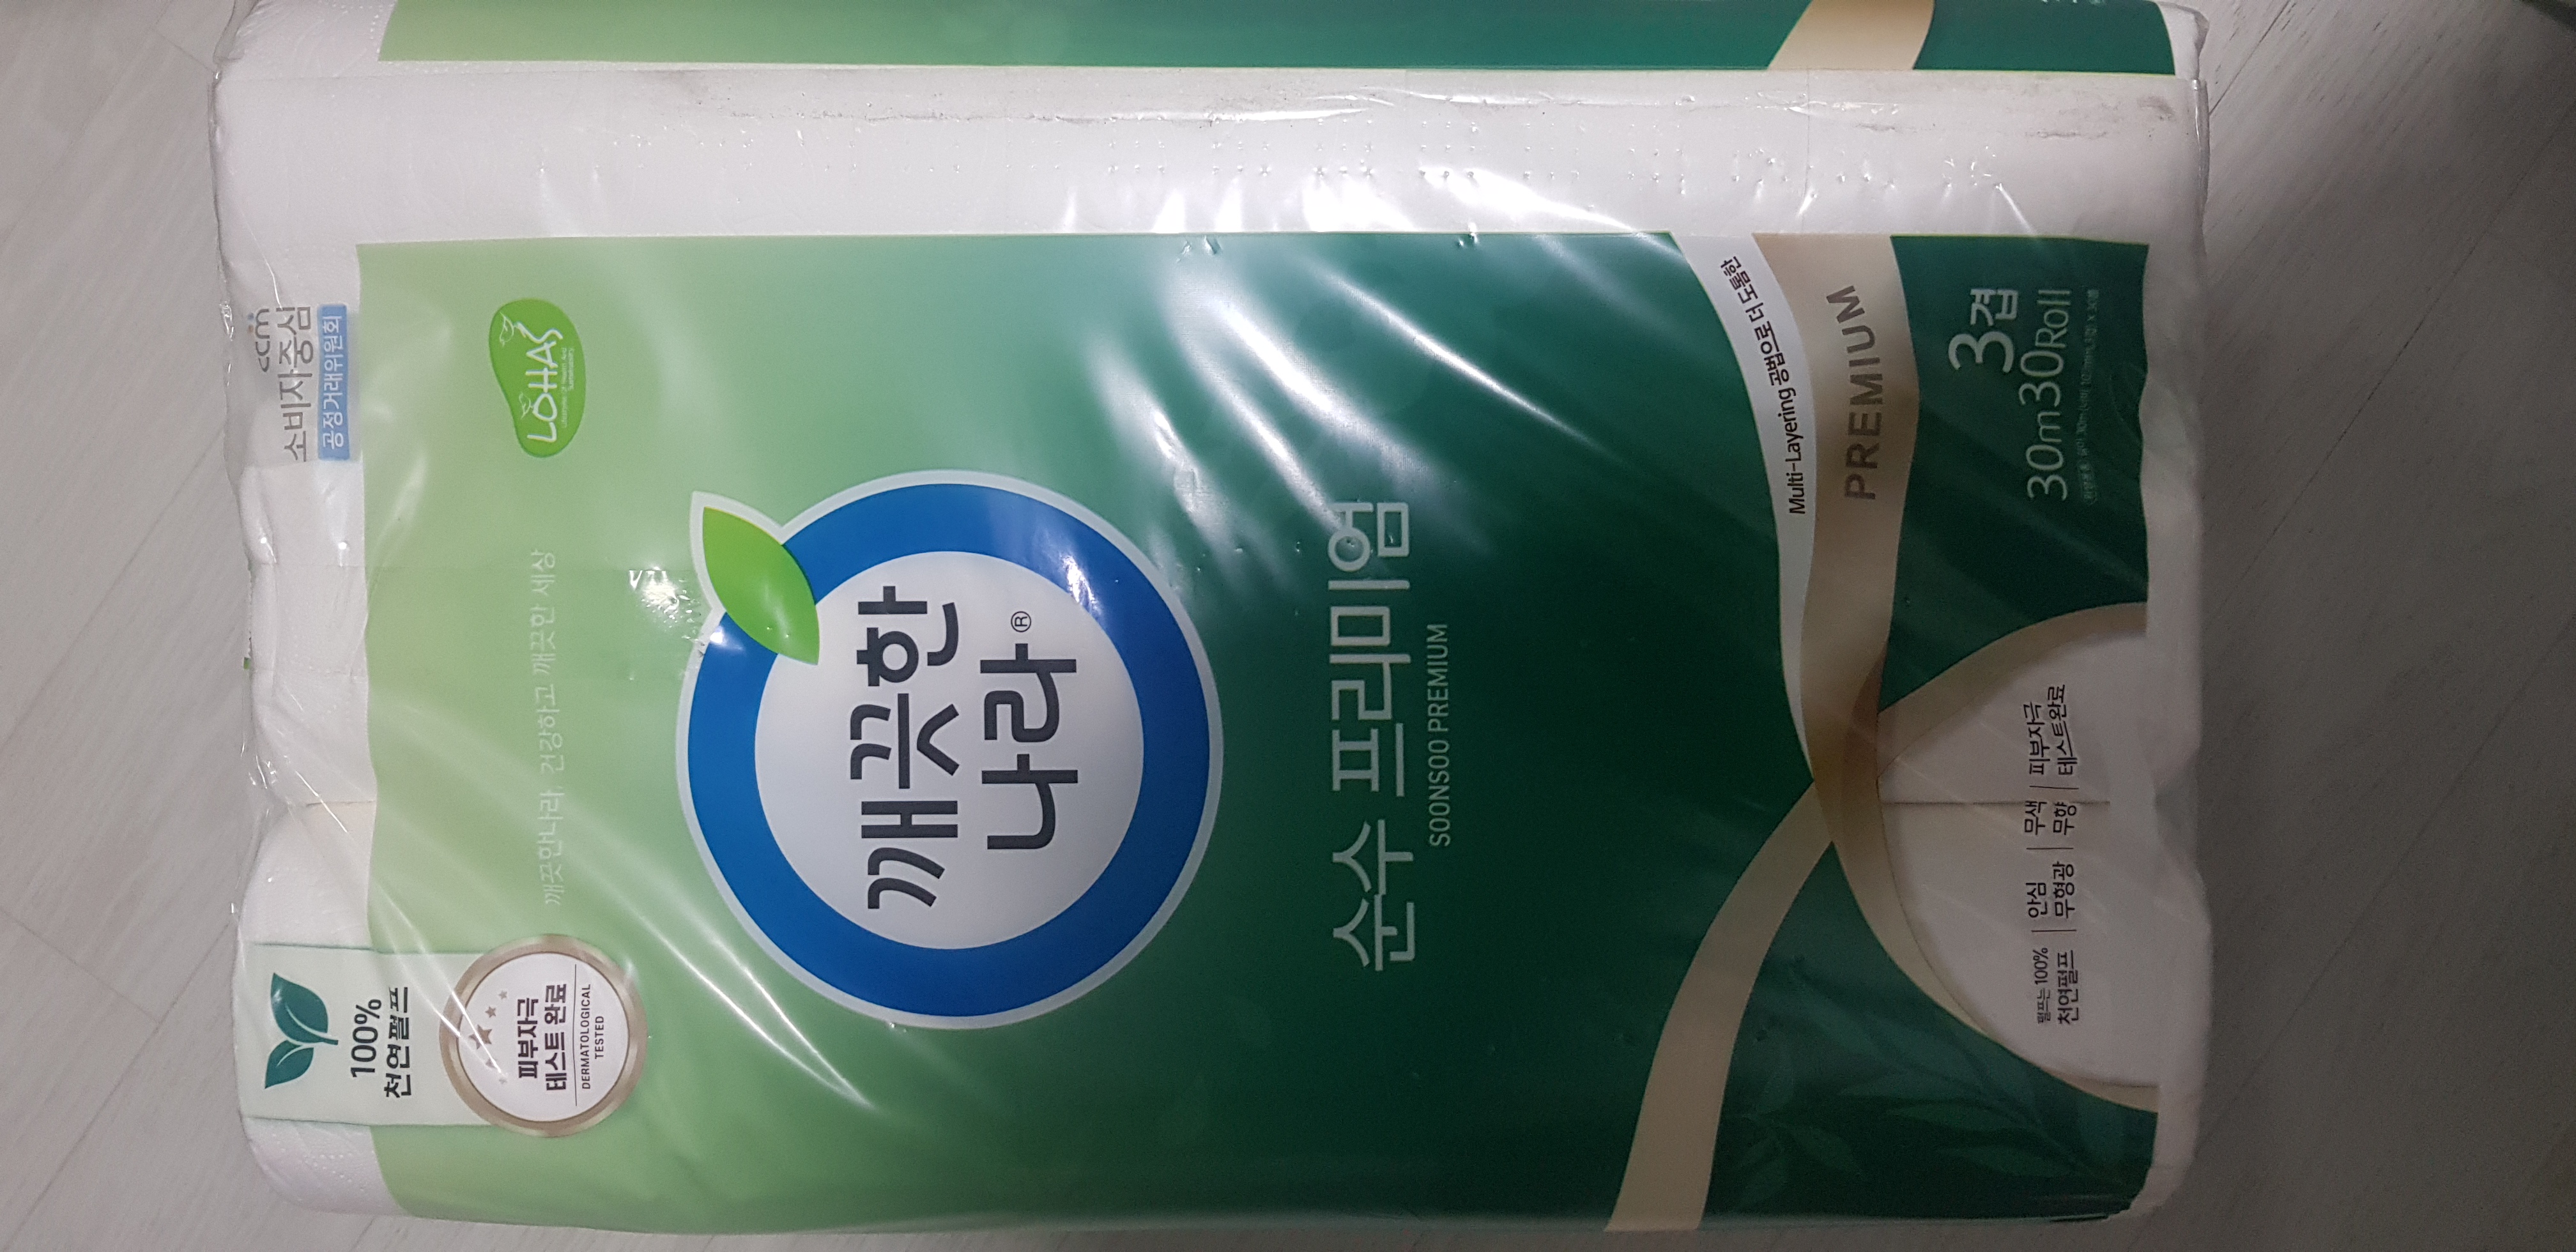 100%
천연펄프
ccm
소비자중심
공정거래위원회
피부자극
테스트 완료
DERMATOLOGICAL
TESTED
LOHAS
깨끗한나라, 건강하고 깨끗한 세상
깨끗한
나라®
순수 프리미엄
SOONSOO PREMIUM
Multi-Layering 공법으로 더 도톰한
PREMIUM
3겹
30m30Roll
펄프는 100%
천연펄프
안심
무형광
무색
무향
피부자극
테스트완료